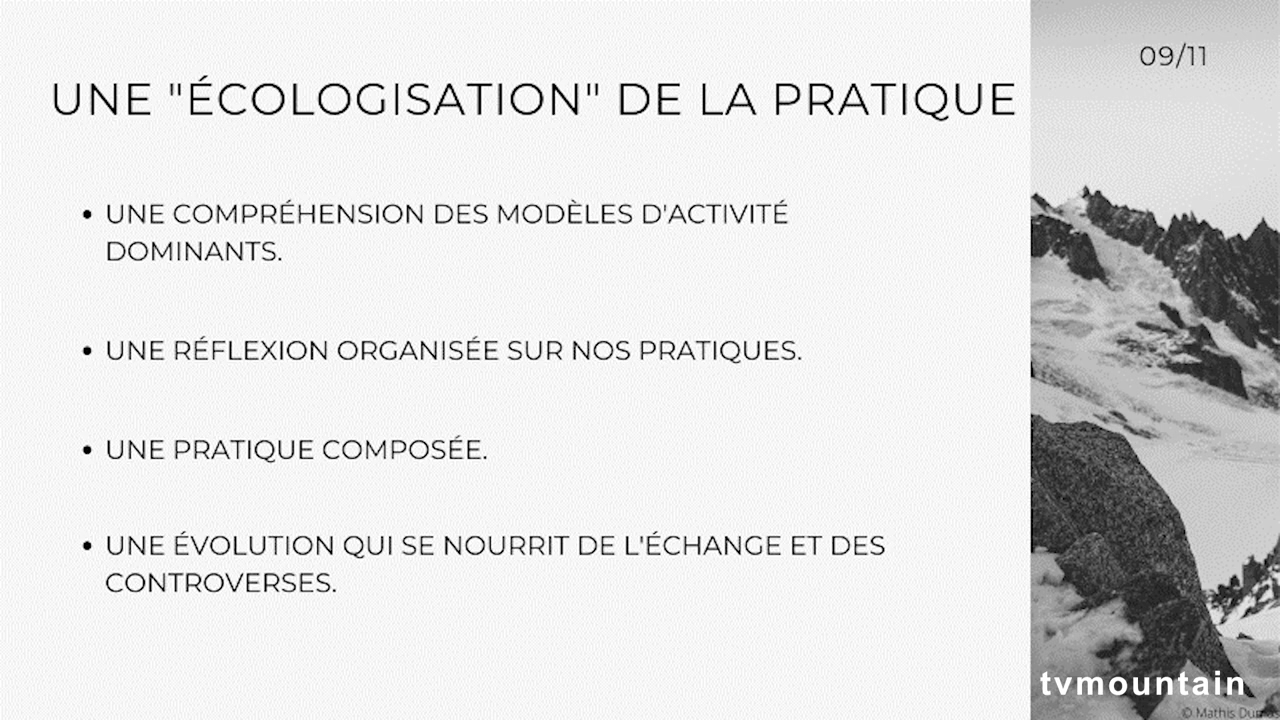 09/11
UNE "ÉCOLOGISATION" DE LA PRATIQUE
• UNE COMPRÉHENSION DES MODÈLES D'ACTIVITÉ
DOMINANTS.
• UNE RÉFLEXION ORGANISÉE SUR NOS PRATIQUES.
• UNE PRATIQUE COMPOSÉE.
• UNE ÉVOLUTION QUI SE NOURRIT DE L'ÉCHANGE ET DES
CONTROVERSES.
tvmountain
© Mathis